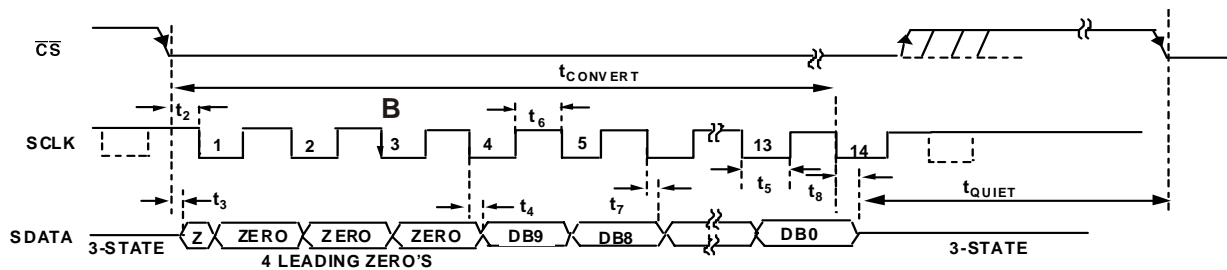 CS
tCONVERT
B
t2
t6
SCLK
1
2
3
4
5
13
14
t3
t4
t7
t5
t8
tQUIET
SDATA
Z
ZERO
ZERO
ZERO
DB9
DB8
DB0
3-STATE
3-STATE
4 LEADING ZERO'S